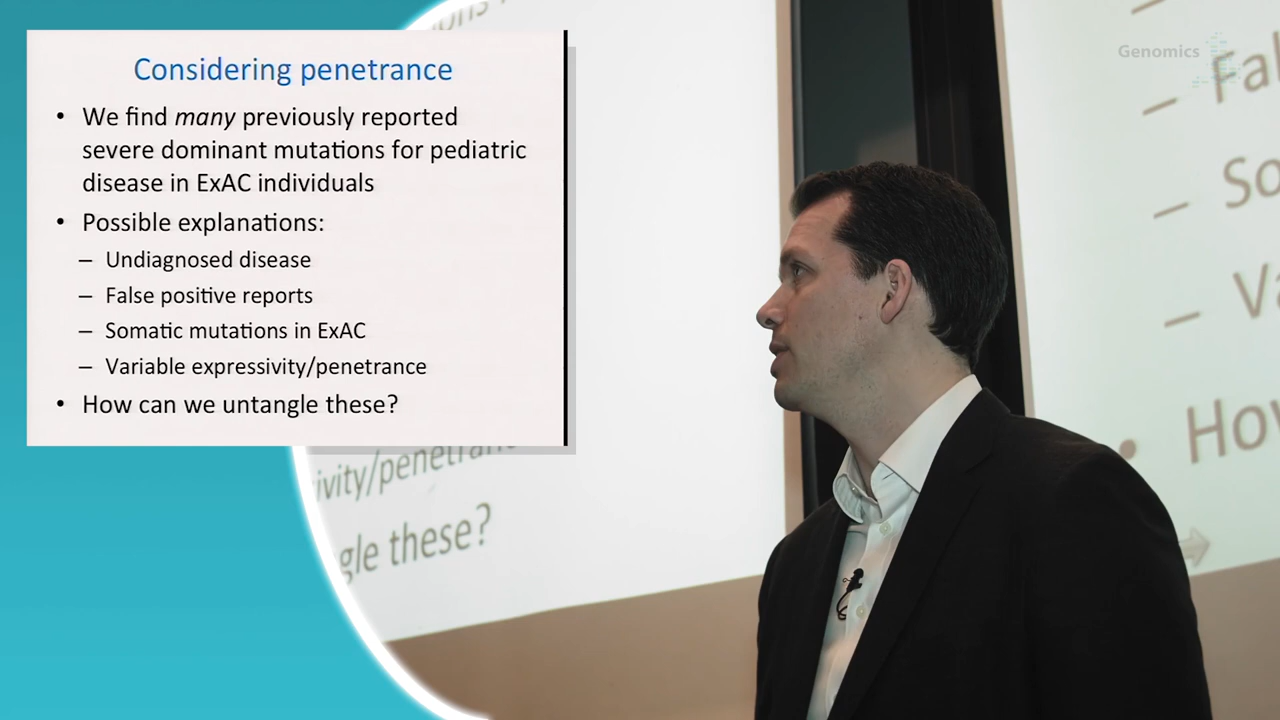 Considering penetrance
• We find many previously reported
severe dominant mutations for pediatric
disease in ExAC individuals
• Possible explanations:
– Undiagnosed disease
– False positive reports
– Somatic mutations in ExAC
– Variable expressivity/penetrance
• How can we untangle these?
Genomics
ions
ivity/penetran
gle these?
– Fal
– So
– Va
• How